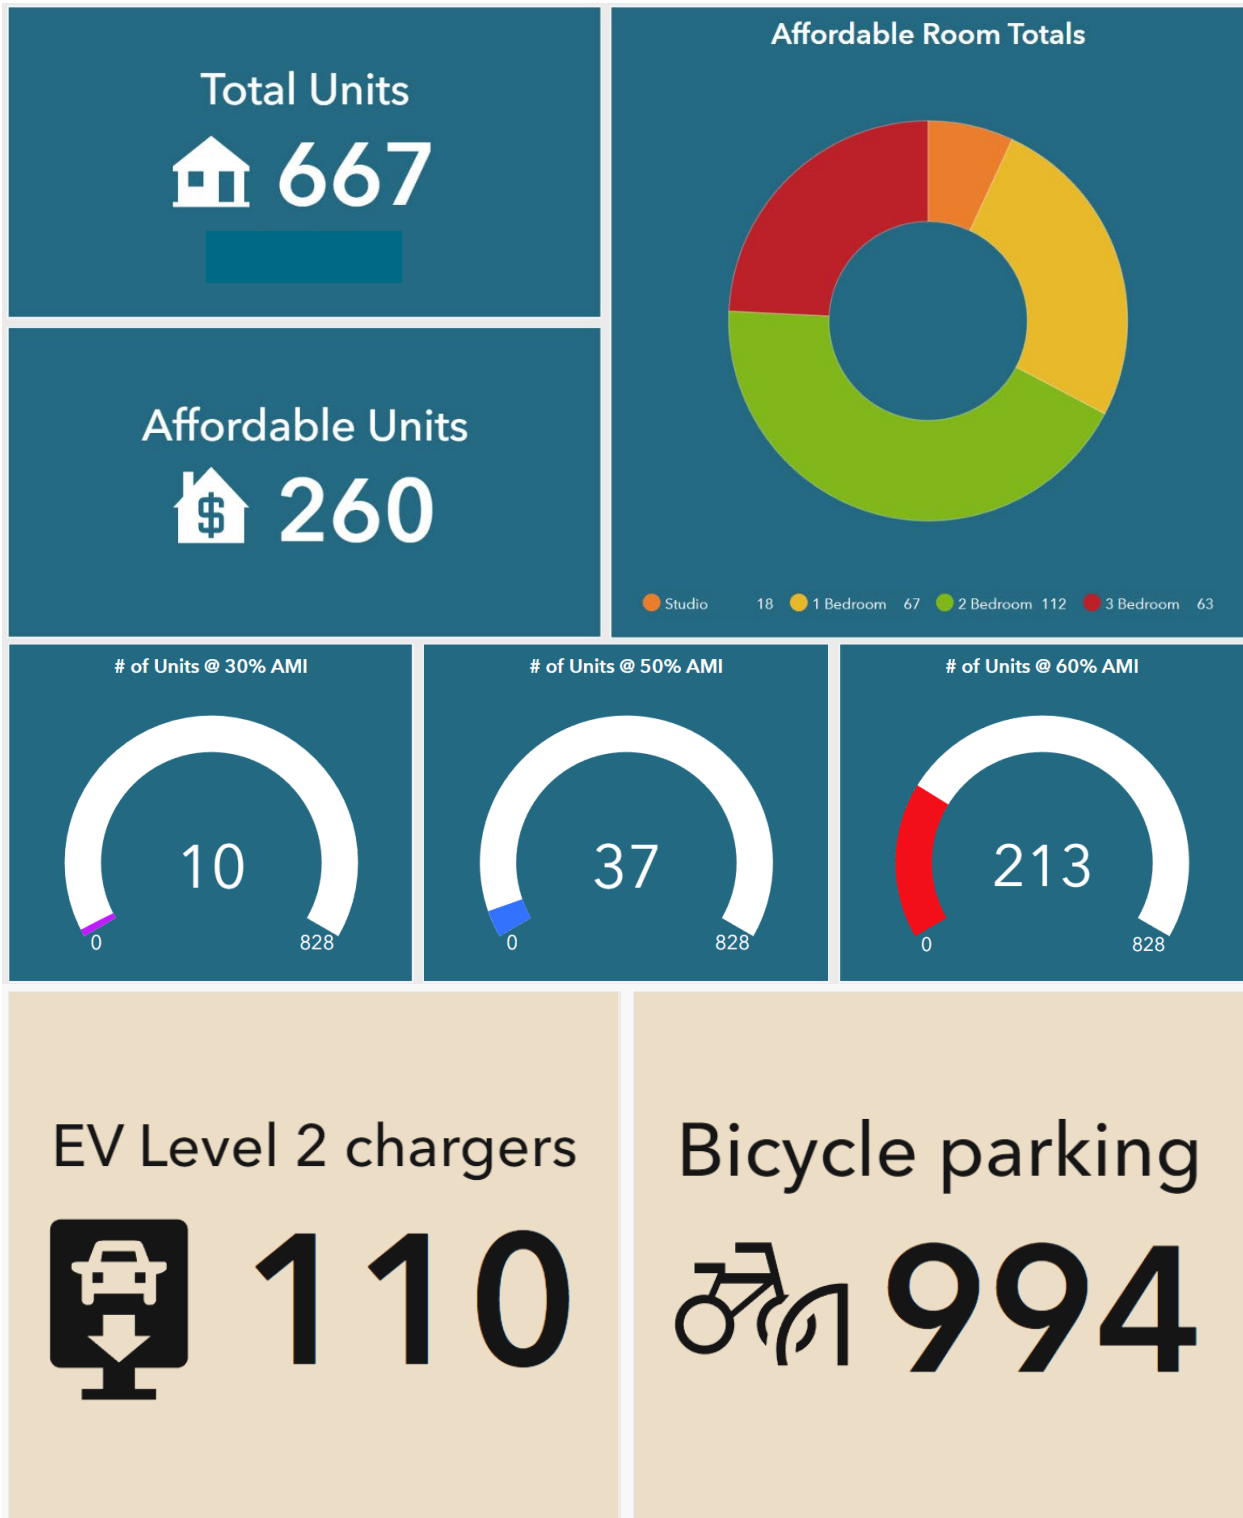 Total Units
667
Affordable Units
$ 260
Affordable Room Totals
Studio 18 1 Bedroom 67 2 Bedroom 112 3 Bedroom 63
# of Units @ 30% AMI
10
0 828
# of Units @ 50% AMI
37
0 828
# of Units @ 60% AMI
213
0 828
EV Level 2 chargers
110
Bicycle parking
994